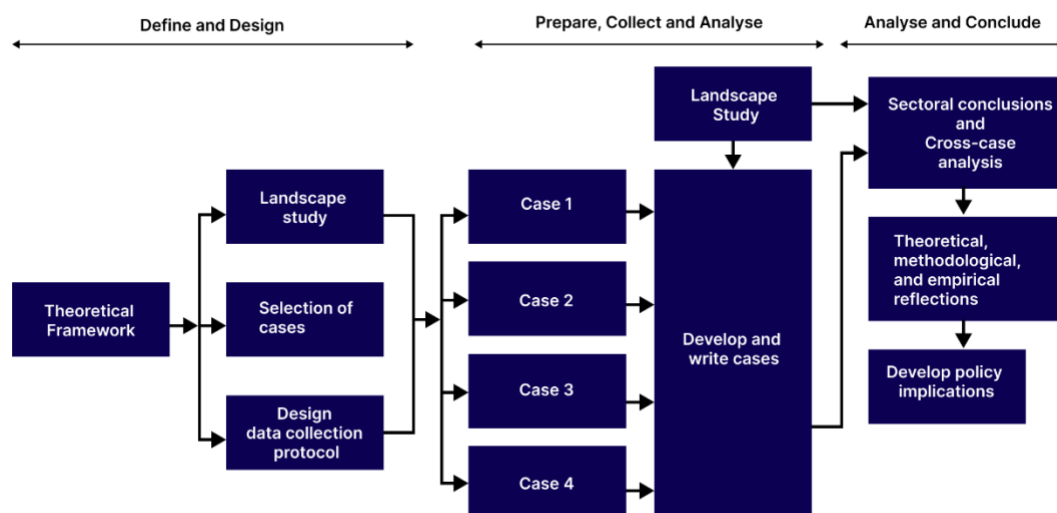 Define and Design
Prepare, Collect and Analyse
Analyse and Conclude
Theoretical
Framework
Landscape
study
Selection of
cases
Design
data collection
protocol
Case 1
Case 2
Case 3
Case 4
Landscape
Study
Develop and
write cases
Sectoral conclusions
and
Cross-case
analysis
Theoretical,
methodological,
and empirical
reflections
Develop policy
implications